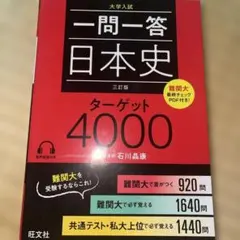 大学入試
一問一答
日本史
三訂版
難関大
最終チェック
PDF付き!
ターゲット
4000
石川晶康
難関大を
受験するならこれ!
難関大で差がつく 920問
難関大で必ず覚える 1640問
共通テスト・私大上位で必ず覚える 1440問
旺文社